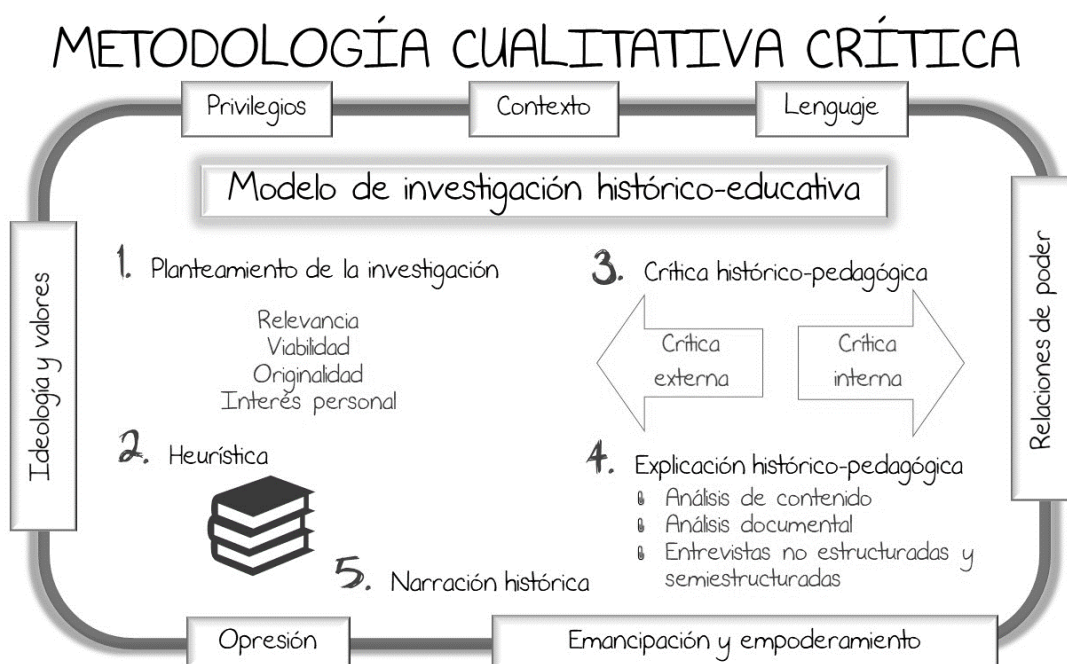 METODOLOGÍA CUALITATIVA CRÍTICA
Privilegios
Contexto
Lenguaje
Modelo de investigación histórico-educativa
Ideología y valores
Relaciones de poder
1. Planteamiento de la investigación
Relevancia
Viabilidad
Originalidad
Interés personal
2. Heurística
3. Crítica histórico-pedagógica
Crítica
externa
Crítica
interna
4. Explicación histórico-pedagógica
Análisis de contenido
Análisis documental
Entrevistas no estructuradas y
semiestructuradas
5. Narración histórica
Opresión
Emancipación y empoderamiento